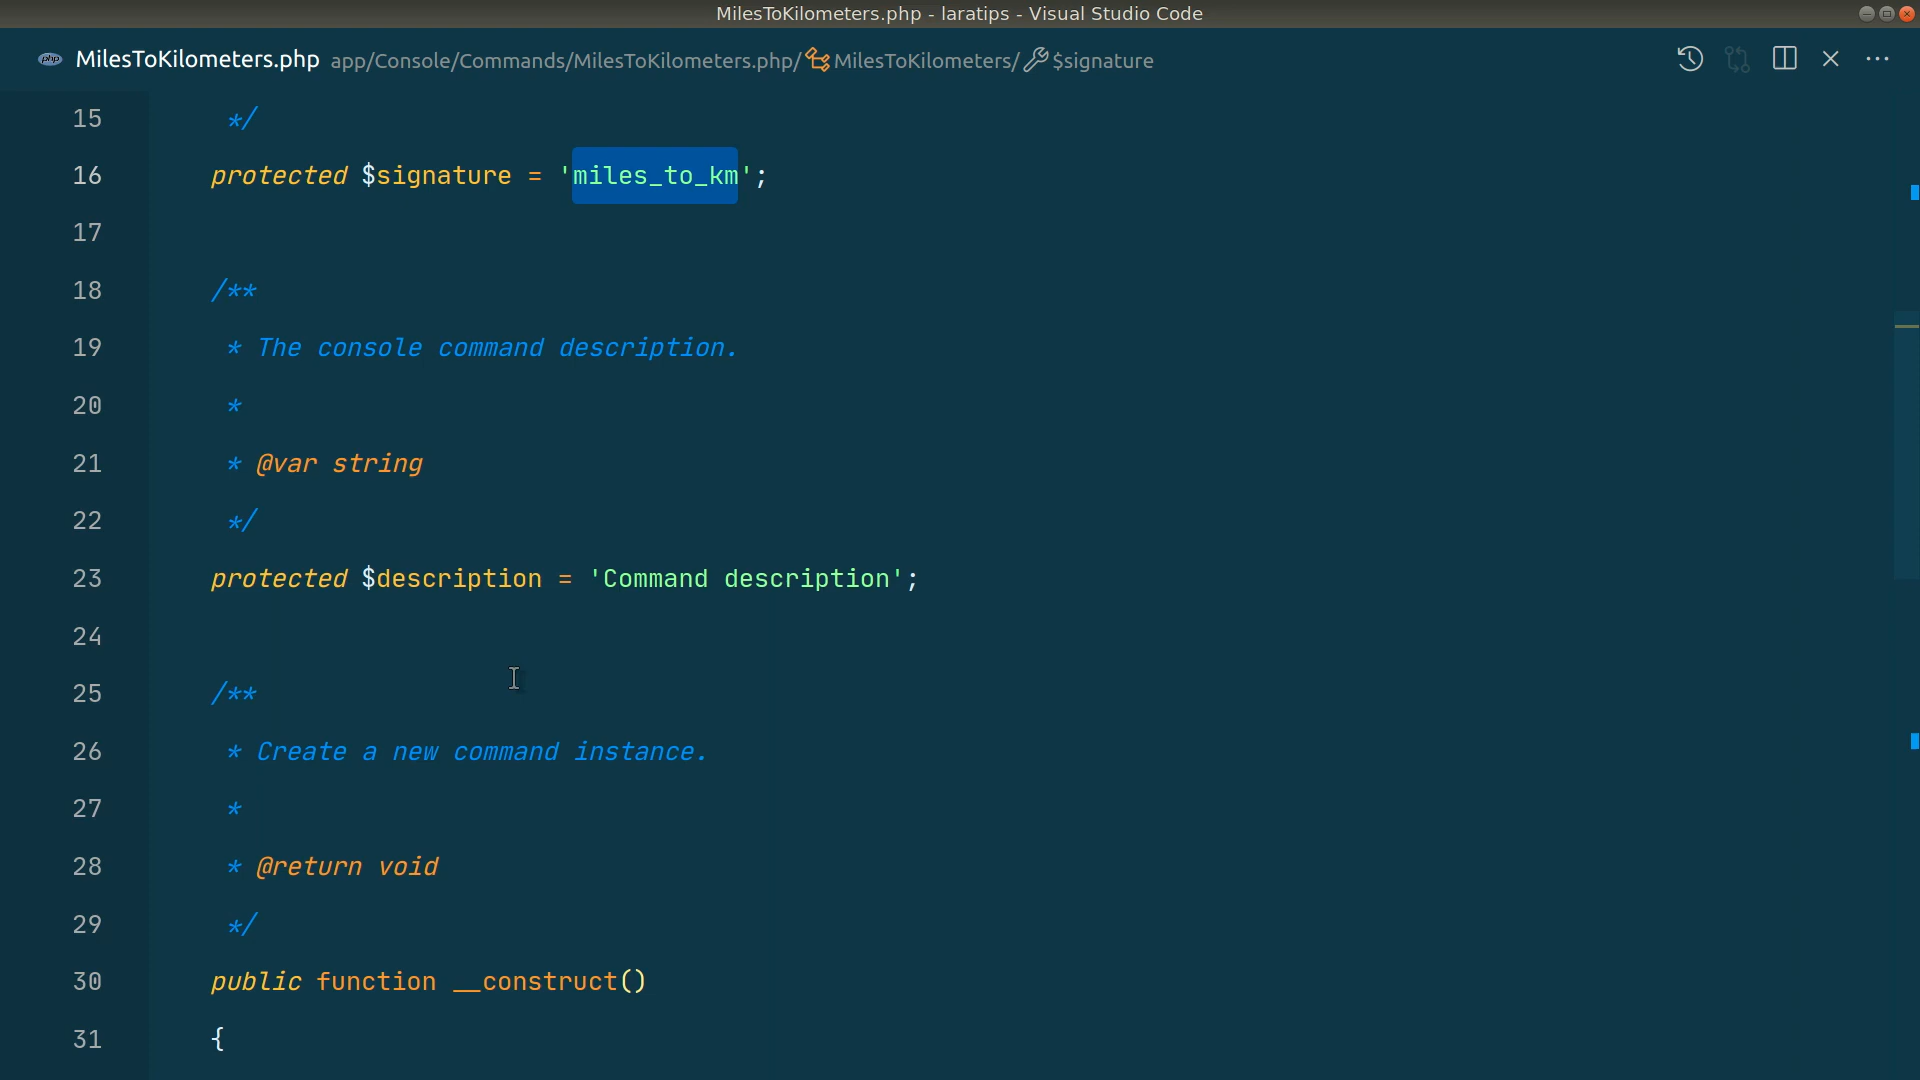 MilesToKilometers.php - laratips - Visual Studio Code
php MilesToKilometers.php app/Console/Commands/MilesToKilometers.php/ MilesToKilometers/ $signature
15 */
16 protected $signature = 'miles_to_km';
17
18 /**
19 * The console command description.
20 *
21 * @var string
22 */
23 protected $description = 'Command description';
24
25 /**
26 * Create a new command instance.
27 *
28 * @return void
29 */
30 public function __construct()
31 {